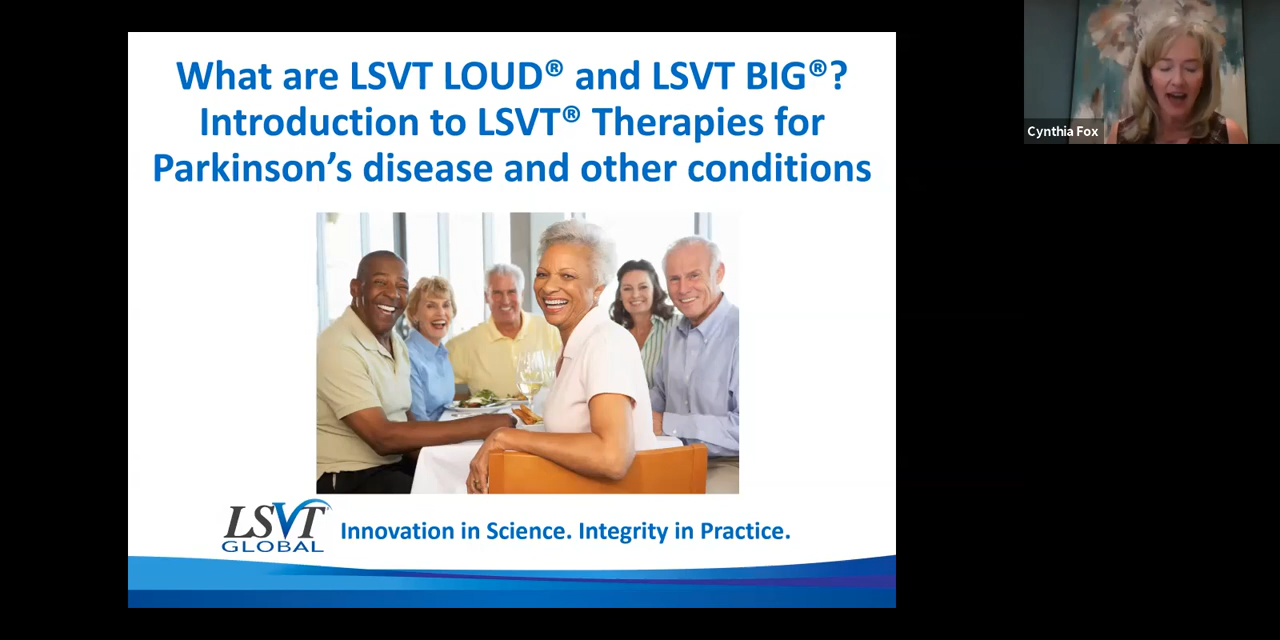 What are LSVT LOUD® and LSVT BIG®?
Introduction to LSVT® Therapies for
Parkinson's disease and other conditions
LSVT
GLOBAL
Innovation in Science. Integrity in Practice.
Cynthia Fox